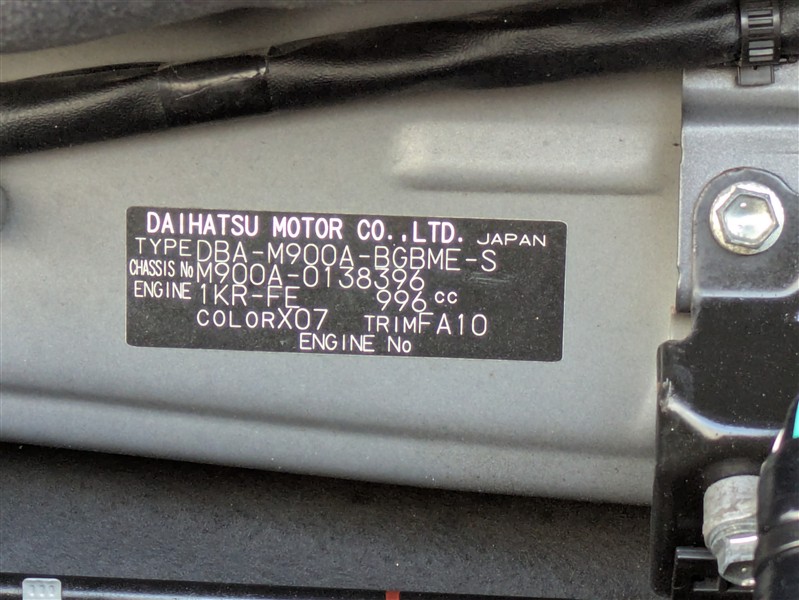 DAIHATSU MOTOR CO.,LTD. JAPAN
TYPE DBA-M900A-BGBME-S
CHASSIS No M900A-0138396
ENGINE 1KR-FE 996 cc
COLOR X07 TRIM FA10
ENGINE No